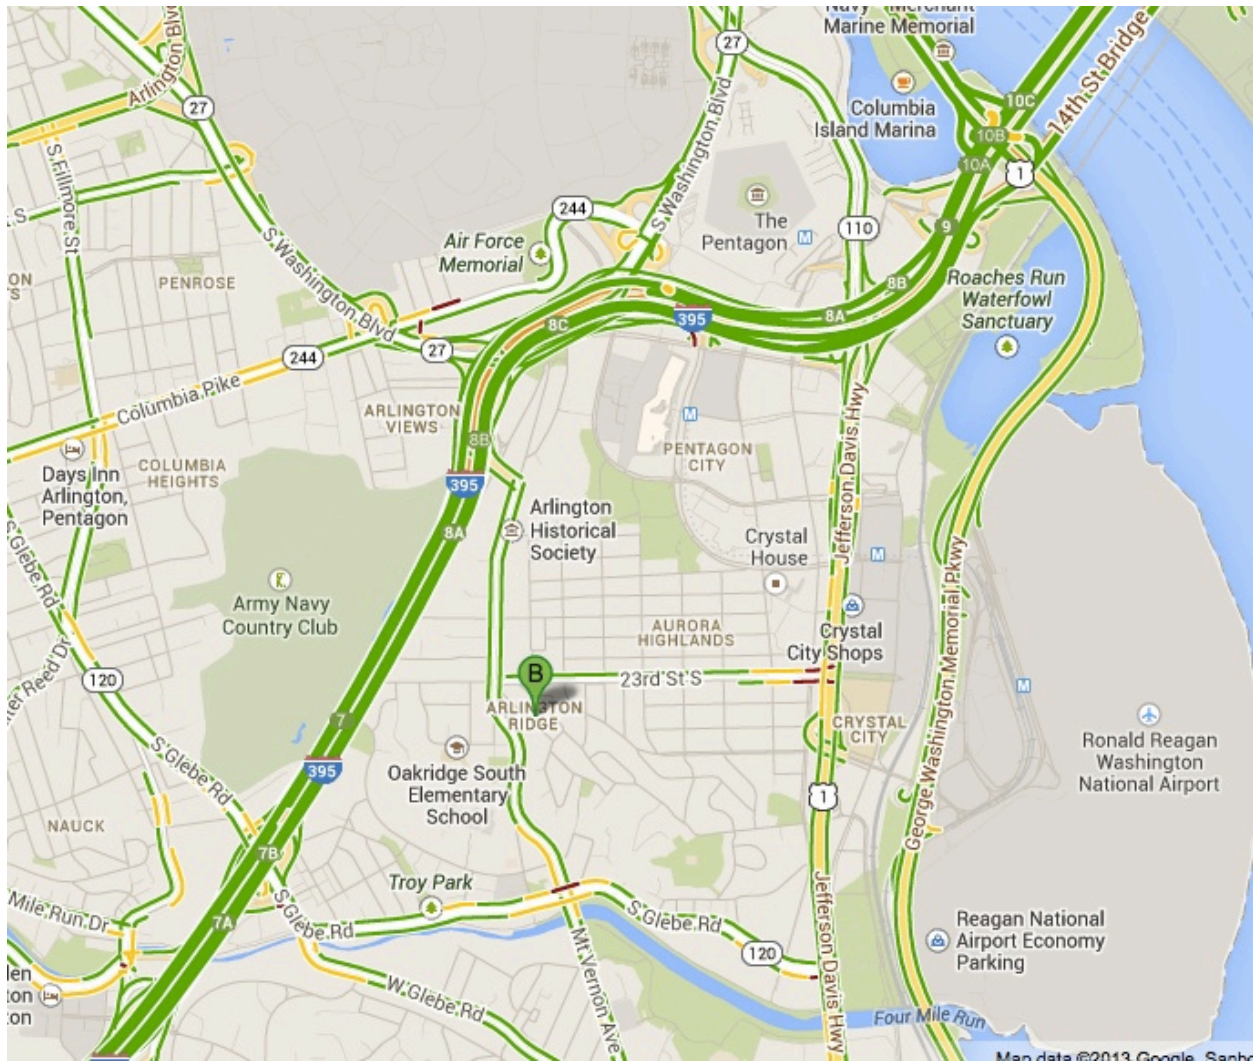 Navy - Merchant
Marine Memorial
27
Arlington Blvd
27
Columbia
Island Marina
10C
14th St Bridge
10B
10A
1
S Fillmore St
S Washington Blvd
244
The
Pentagon
M
110
9
S
S Washington Blvd
Air Force
Memorial
PENROSE
8B
Roaches Run
Waterfowl
Sanctuary
8C
395
8A
27
244
Columbia Pike
ARLINGTON
VIEWS
8B
M
Jefferson Davis Hwy
PENTAGON
CITY
Days Inn
Arlington,
Pentagon
COLUMBIA
HEIGHTS
395
8A
Arlington
Historical
Society
Crystal
House
M
S Glebe Rd
Army Navy
Country Club
AURORA
HIGHLANDS
Crystal
City Shops
George Washington Memorial Pkwy
Reed Dr
120
B
23rd St S
M
ARLINGTON
RIDGE
CRYSTAL
CITY
7
Ronald Reagan
Washington
National Airport
S Glebe Rd
395
Oakridge South
Elementary
School
1
NAUCK
7B
Troy Park
Mile Run Dr
7A
S Glebe Rd
S Glebe Rd
Jefferson Davis Hwy
Reagan National
Airport Economy
Parking
120
Mt Vernon Ave
W Glebe Rd
Four Mile Run
Map data ©2013 Google,